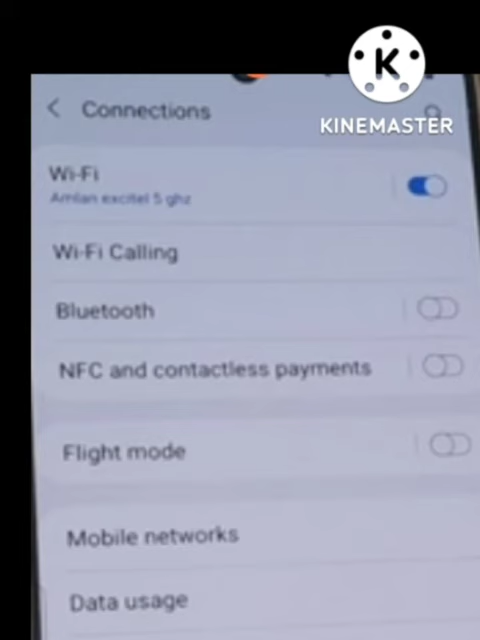 K
KINEMASTER
Connections
Wi-Fi
Amlan excitel 5 ghz
Wi-Fi Calling
Bluetooth
NFC and contactless payments
Flight mode
Mobile networks
Data usage